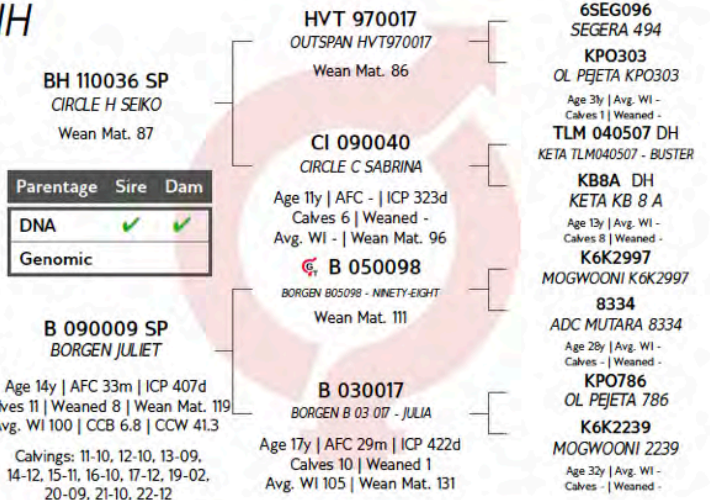 HH
BH 110036 SP
CIRCLE H SEIKO
Wean Mat. 87
Parentage Sire Dam
DNA ✔ ✔
Genomic
B 090009 SP
BORGEN JULIET
Age 14y | AFC 33m | ICP 407d
ves 11 | Weaned 8 | Wean Mat. 119
vg. WI 100 | CCB 6.8 | CCW 41.3
Calvings: 11-10, 12-10, 13-09,
14-12, 15-11, 16-10, 17-12, 19-02,
20-09, 21-10, 22-12
HVT 970017
OUTSPAN HVT970017
Wean Mat. 86
CI 090040
CIRCLE C SABRINA
Age 11y | AFC - | ICP 323d
Calves 6 | Weaned -
Avg. WI - | Wean Mat. 96
B 050098
BORGEN B05098 - NINETY-EIGHT
Wean Mat. 111
B 030017
BORGEN B 03 017 - JULIA
Age 17y | AFC 29m | ICP 422d
Calves 10 | Weaned 1
Avg. WI 105 | Wean Mat. 131
6SEG096
SEGERA 494
KPO303
OL PEJETA KPO303
Age 31y | Avg. WI -
Calves 1 | Weaned -
TLM 040507 DH
KETA TLM040507 - BUSTER
KB8A DH
KETA KB 8 A
Age 13y | Avg. WI -
Calves 8 | Weaned -
K6K2997
MOGWOONI K6K2997
8334
ADC MUTARA 8334
Age 28y | Avg. WI -
Calves - | Weaned -
KPO786
OL PEJETA 786
K6K2239
MOGWOONI 2239
Age 32y | Avg. WI -
Calves - | Weaned -